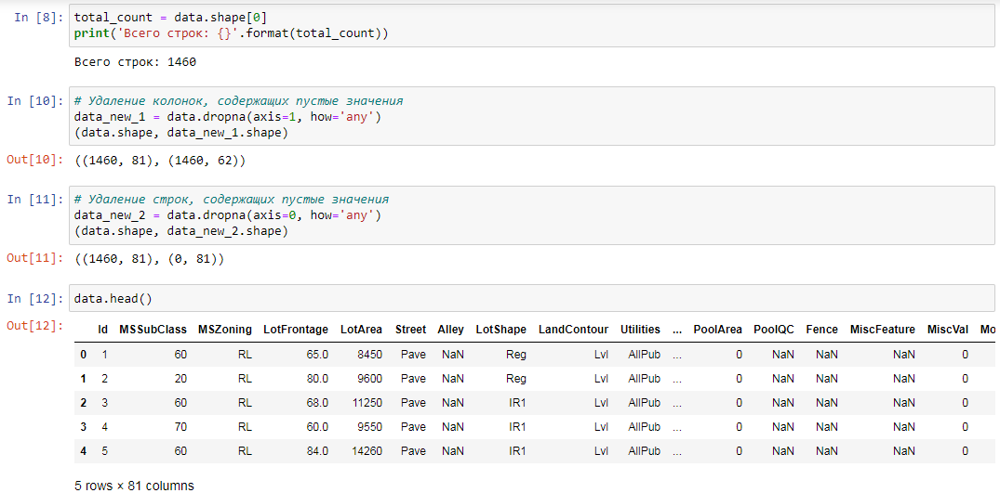 In [8]: total_count = data.shape[0]
print('Всего строк: {}'.format(total_count))
Всего строк: 1460
In [10]: # Удаление колонок, содержащих пустые значения
data_new_1 = data.dropna(axis=1, how='any')
(data.shape, data_new_1.shape)
Out[10]: ((1460, 81), (1460, 62))
In [11]: # Удаление строк, содержащих пустые значения
data_new_2 = data.dropna(axis=0, how='any')
(data.shape, data_new_2.shape)
Out[11]: ((1460, 81), (0, 81))
In [12]: data.head()
Out[12]:
Id MSSubClass MSZoning LotFrontage LotArea Street Alley LotShape LandContour Utilities ... PoolArea PoolQC Fence MiscFeature MiscVal Mo
0 1 60 RL 65.0 8450 Pave NaN Reg Lvl AllPub ... 0 NaN NaN NaN 0
1 2 20 RL 80.0 9600 Pave NaN Reg Lvl AllPub ... 0 NaN NaN NaN 0
2 3 60 RL 68.0 11250 Pave NaN IR1 Lvl AllPub ... 0 NaN NaN NaN 0
3 4 70 RL 60.0 9550 Pave NaN IR1 Lvl AllPub ... 0 NaN NaN NaN 0
4 5 60 RL 84.0 14260 Pave NaN IR1 Lvl AllPub ... 0 NaN NaN NaN 0
5 rows × 81 columns